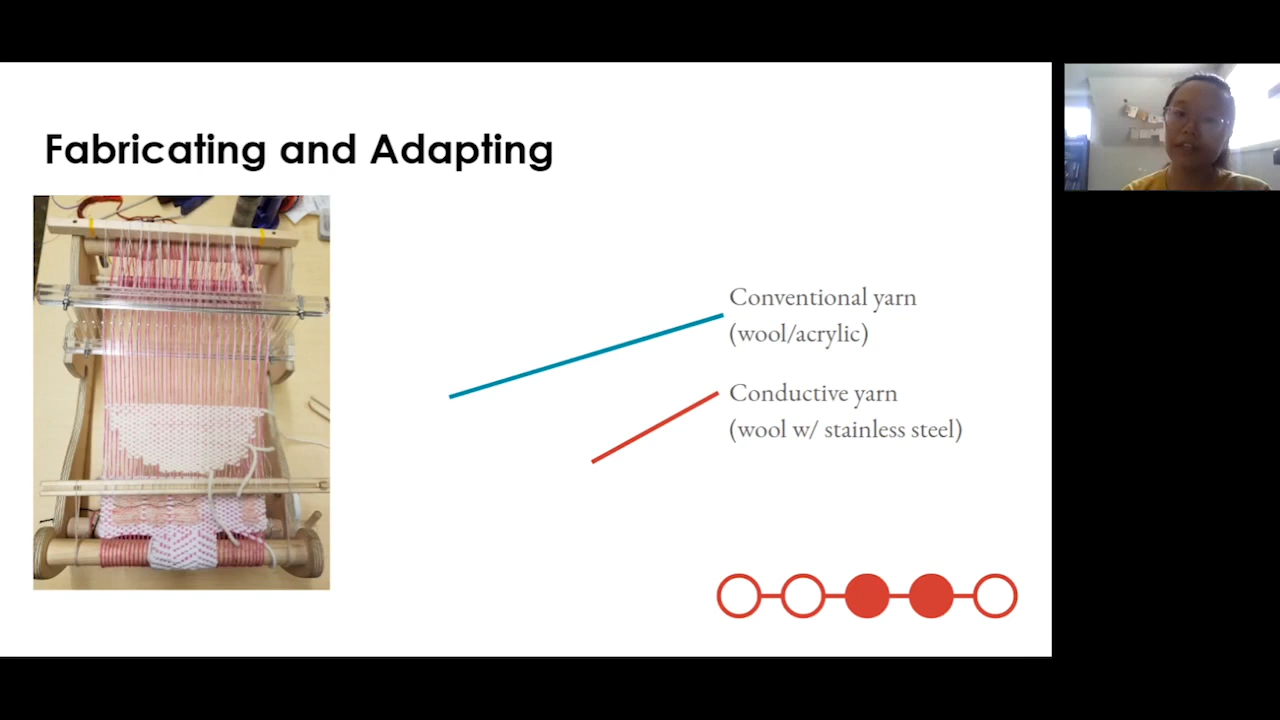 Fabricating and Adapting
Conventional yarn
(wool/acrylic)
Conductive yarn
(wool w/ stainless steel)